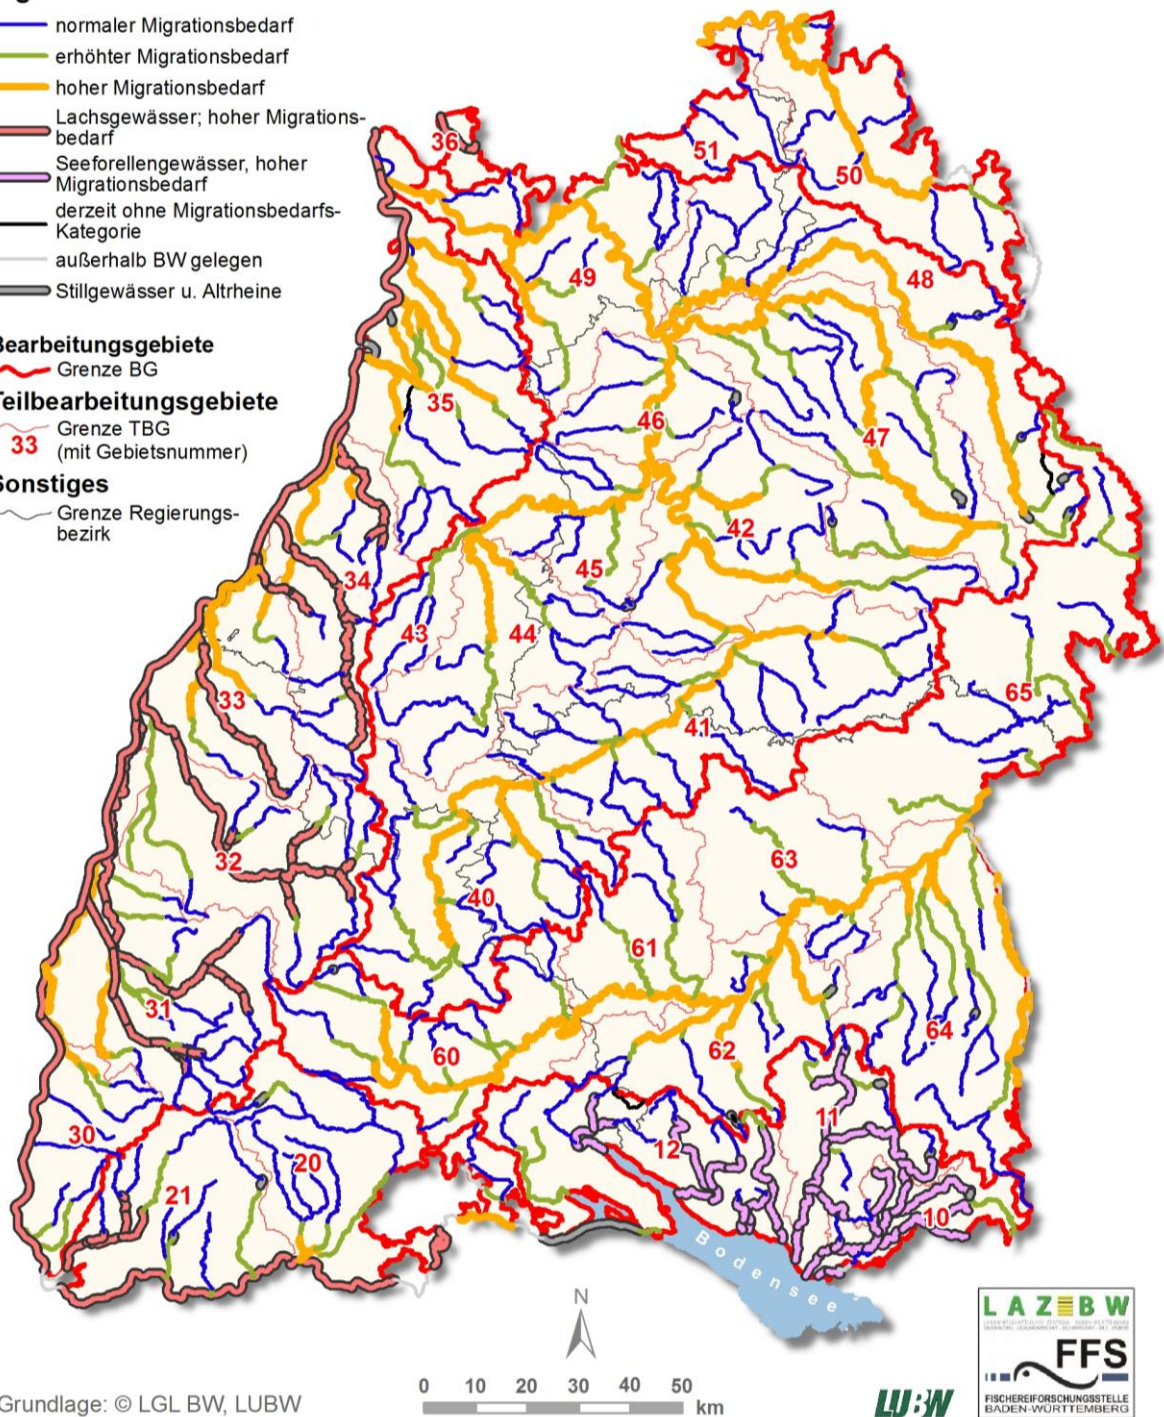 normaler Migrationsbedarf
erhöhter Migrationsbedarf
hoher Migrationsbedarf
Lachsgewässer; hoher Migrations-
bedarf
Seeforellengewässer, hoher
Migrationsbedarf
derzeit ohne Migrationsbedarfs-
Kategorie
außerhalb BW gelegen
Stillgewässer u. Altrheine
Bearbeitungsgebiete
Grenze BG
Teilbearbeitungsgebiete
33
Grenze TBG
(mit Gebietsnummer)
Sonstiges
Grenze Regierungs-
bezirk
36
51
50
49
48
35
46
47
42
45
34
43
44
33
65
41
32
63
40
61
31
64
60
62
11
30
12
20
21
10
Bodensee
N
0 10 20 30 40 50
km
Grundlage: © LGL BW, LUBW
LUBW
LAZBW
FFS
FISCHEREIFORSCHUNGSSTELLE
BADEN-WÜRTTEMBERG